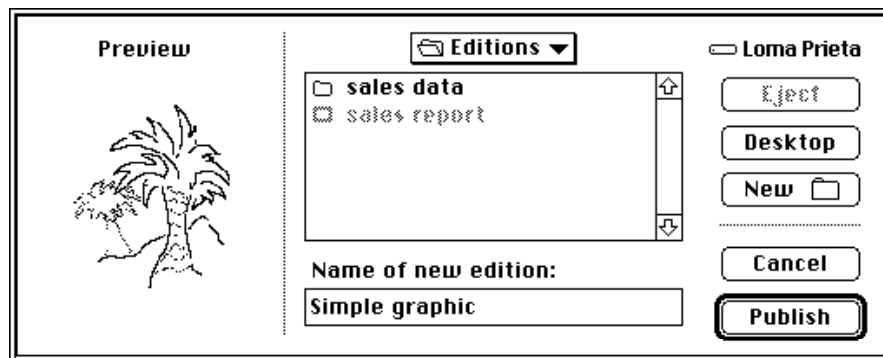 Preview
Editions
Loma Prieta
sales data
sales report
Eject
Desktop
New
Name of new edition:
Simple graphic
Cancel
Publish